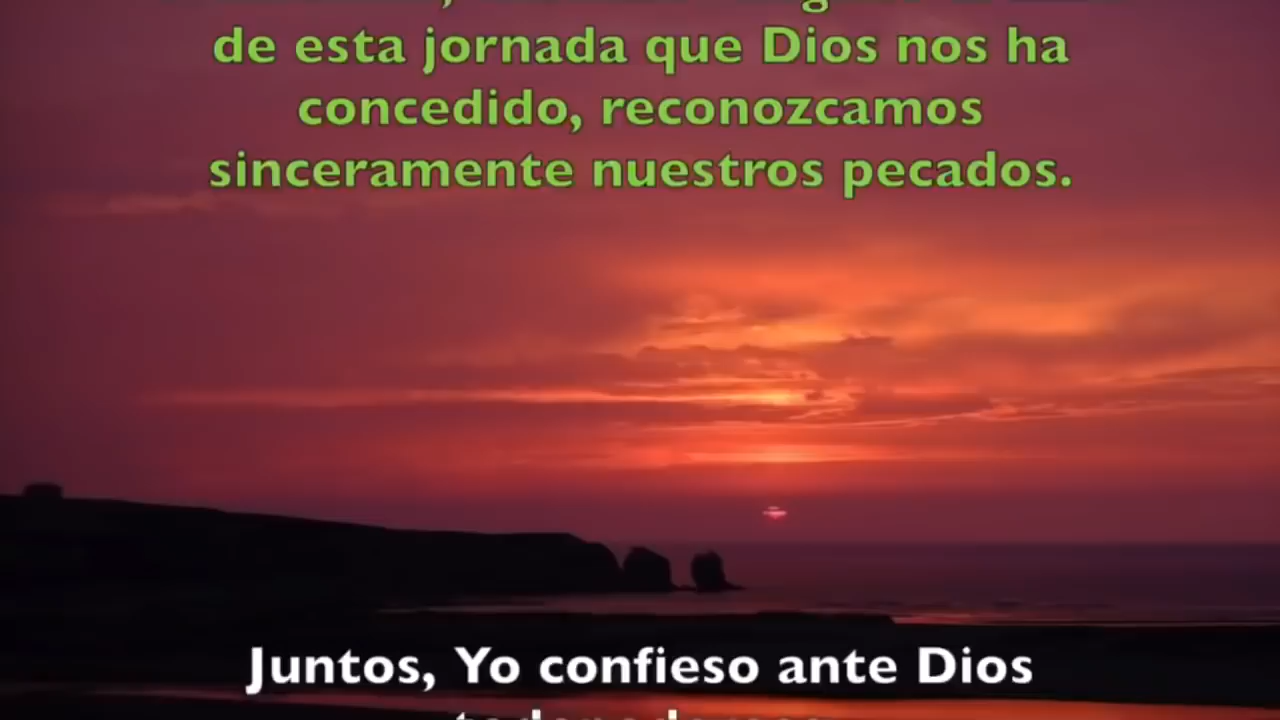 de esta jornada que Dios nos ha
concedido, reconozcamos
sinceramente nuestros pecados.
Juntos, Yo confieso ante Dios